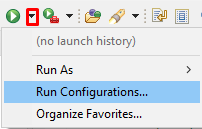 (no launch history)
Run As
Run Configurations...
Organize Favorites...